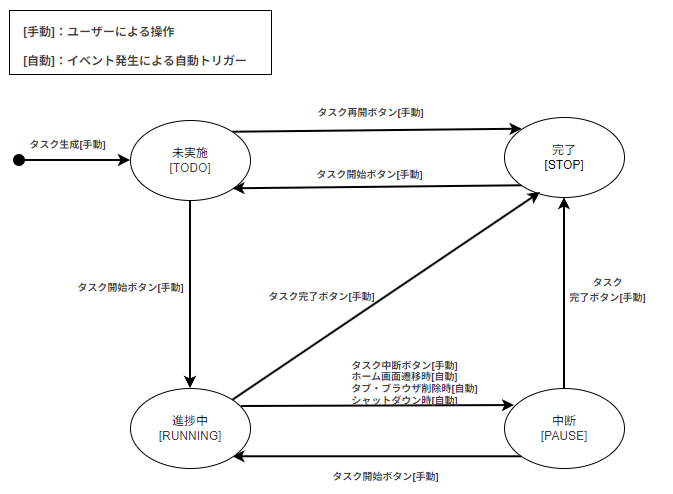 [手動]：ユーザーによる操作
[自動]：イベント発生による自動トリガー
タスク再開ボタン[手動]
タスク生成[手動]
未実施
[TODO]
完了
[STOP]
タスク開始ボタン[手動]
タスク開始ボタン[手動]
タスク完了ボタン[手動]
タスク
完了ボタン[手動]
タスク中断ボタン[手動]
ホーム画面遷移時[自動]
タブ・ブラウザ削除時[自動]
シャットダウン時[自動]
進捗中
[RUNNING]
中断
[PAUSE]
タスク開始ボタン[手動]